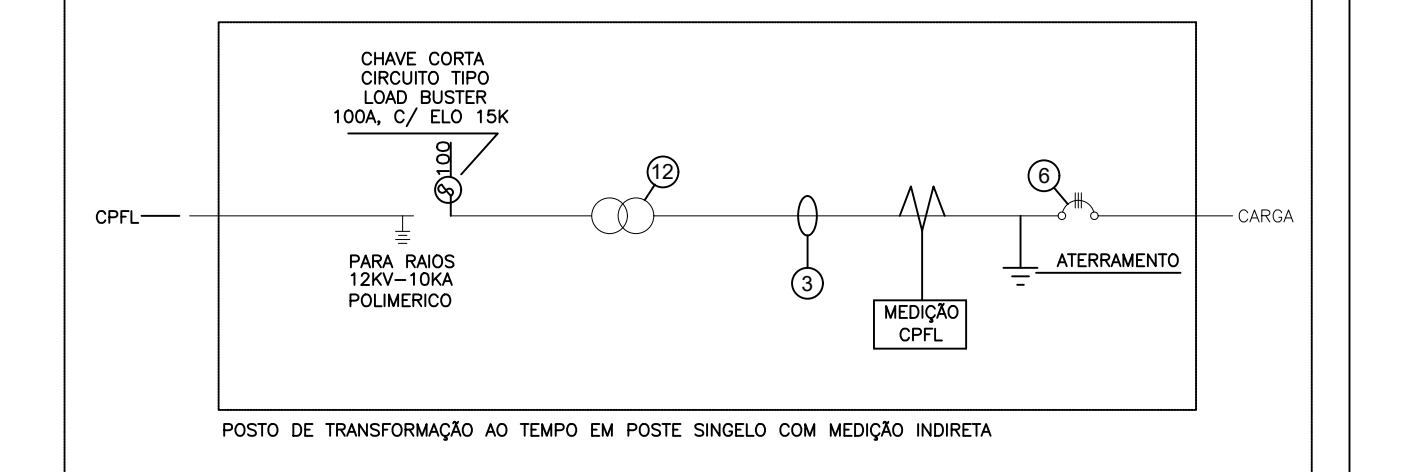 CHAVE CORTA
CIRCUITO TIPO
LOAD BUSTER
100A, C/ ELO 15K
100
12
6
CPFL
CARGA
PARA RAIOS
12KV-10KA
POLIMERICO
3
ATERRAMENTO
MEDIÇÃO
CPFL
POSTO DE TRANSFORMAÇÃO AO TEMPO EM POSTE SINGELO COM MEDIÇÃO INDIRETA